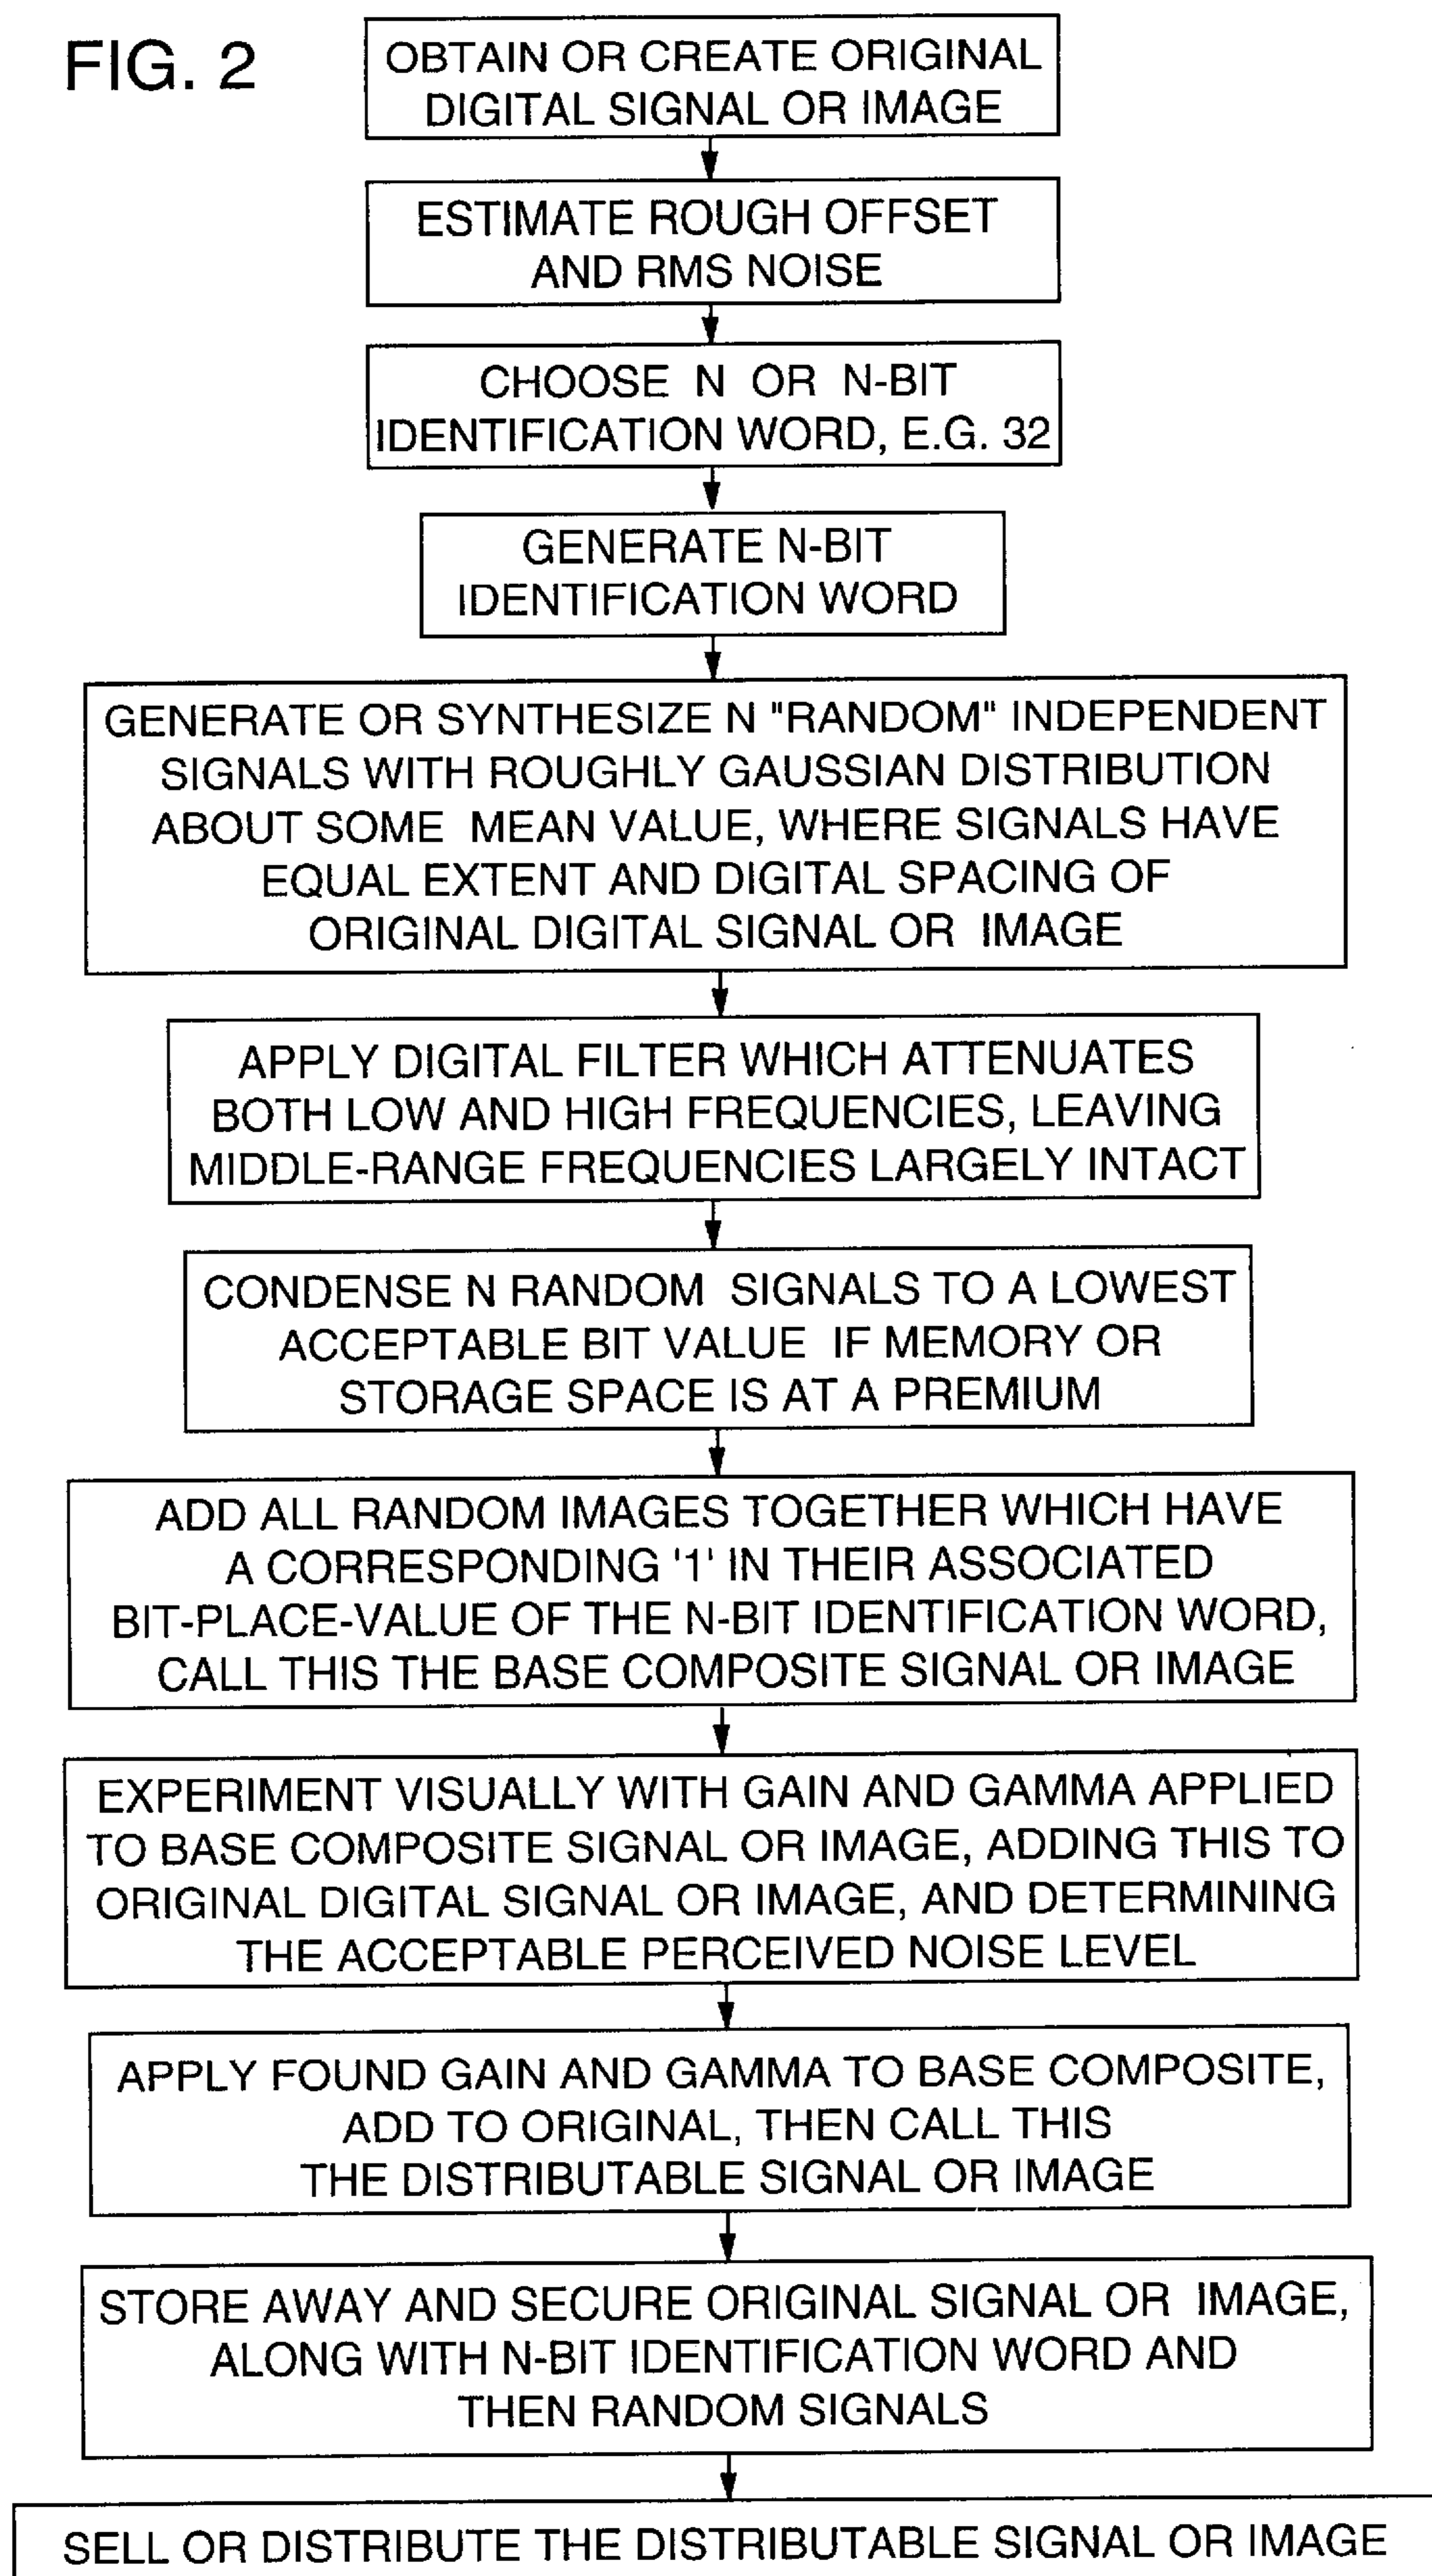 FIG. 2
OBTAIN OR CREATE ORIGINAL
DIGITAL SIGNAL OR IMAGE
ESTIMATE ROUGH OFFSET
AND RMS NOISE
CHOOSE N OR N-BIT
IDENTIFICATION WORD, E.G. 32
GENERATE N-BIT
IDENTIFICATION WORD
GENERATE OR SYNTHESIZE N "RANDOM" INDEPENDENT
SIGNALS WITH ROUGHLY GAUSSIAN DISTRIBUTION
ABOUT SOME MEAN VALUE, WHERE SIGNALS HAVE
EQUAL EXTENT AND DIGITAL SPACING OF
ORIGINAL DIGITAL SIGNAL OR IMAGE
APPLY DIGITAL FILTER WHICH ATTENUATES
BOTH LOW AND HIGH FREQUENCIES, LEAVING
MIDDLE-RANGE FREQUENCIES LARGELY INTACT
CONDENSE N RANDOM SIGNALS TO A LOWEST
ACCEPTABLE BIT VALUE IF MEMORY OR
STORAGE SPACE IS AT A PREMIUM
ADD ALL RANDOM IMAGES TOGETHER WHICH HAVE
A CORRESPONDING '1' IN THEIR ASSOCIATED
BIT-PLACE-VALUE OF THE N-BIT IDENTIFICATION WORD,
CALL THIS THE BASE COMPOSITE SIGNAL OR IMAGE
EXPERIMENT VISUALLY WITH GAIN AND GAMMA APPLIED
TO BASE COMPOSITE SIGNAL OR IMAGE, ADDING THIS TO
ORIGINAL DIGITAL SIGNAL OR IMAGE, AND DETERMINING
THE ACCEPTABLE PERCEIVED NOISE LEVEL
APPLY FOUND GAIN AND GAMMA TO BASE COMPOSITE,
ADD TO ORIGINAL, THEN CALL THIS
THE DISTRIBUTABLE SIGNAL OR IMAGE
STORE AWAY AND SECURE ORIGINAL SIGNAL OR IMAGE,
ALONG WITH N-BIT IDENTIFICATION WORD AND
THEN RANDOM SIGNALS
SELL OR DISTRIBUTE THE DISTRIBUTABLE SIGNAL OR IMAGE